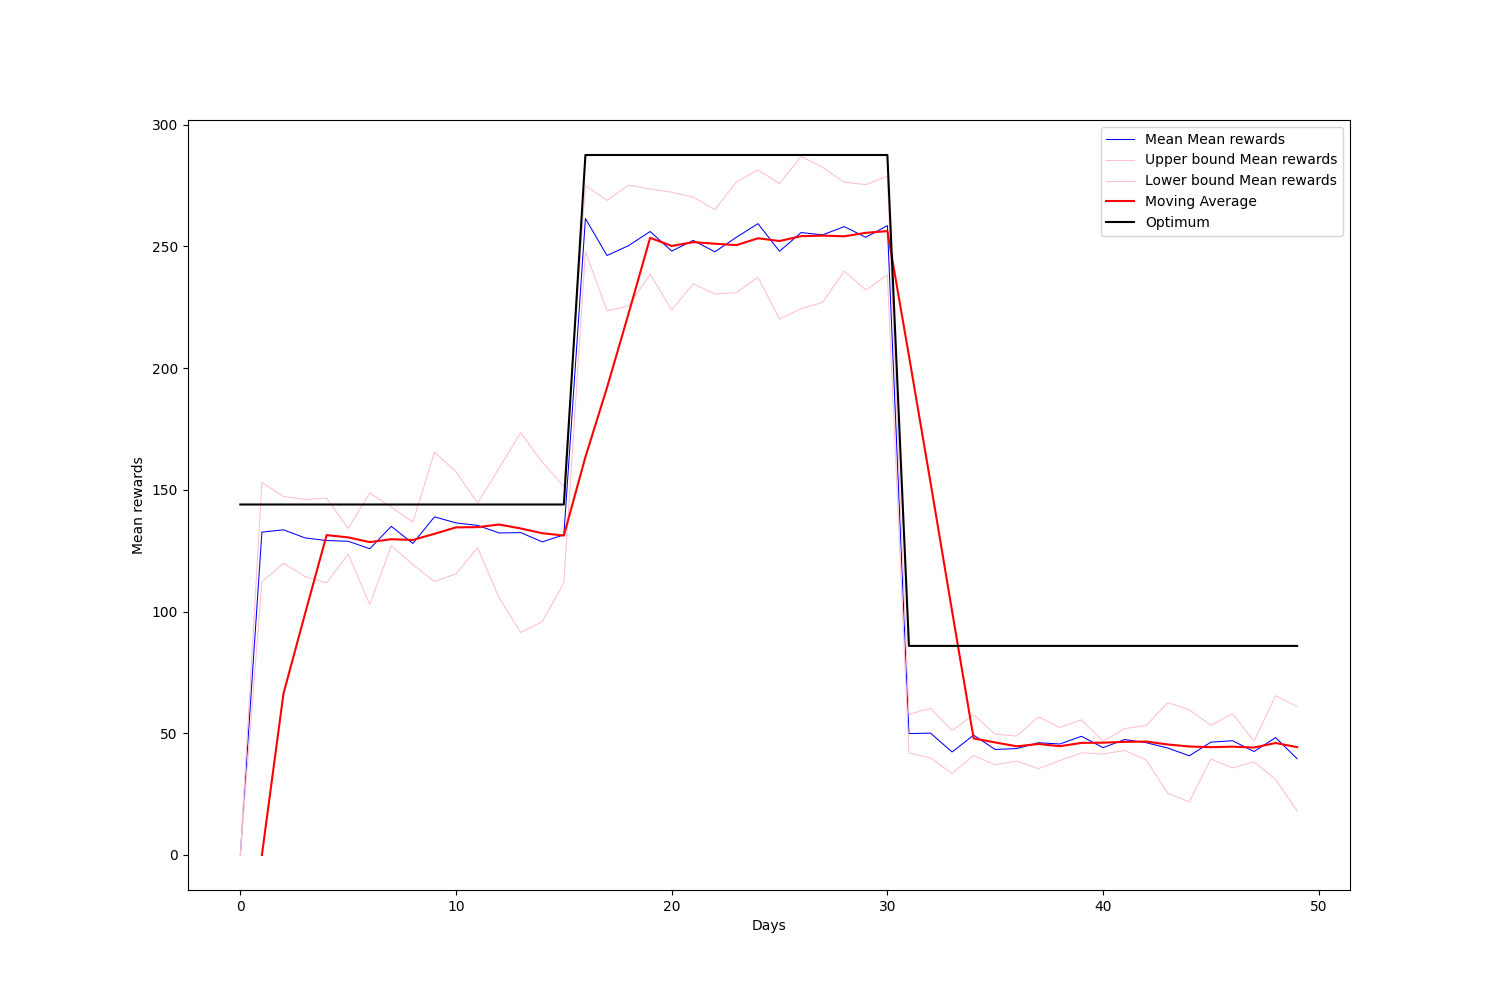 300
250
200
150
100
50
0
Mean rewards
Mean Mean rewards
Upper bound Mean rewards
Lower bound Mean rewards
Moving Average
Optimum
0 10 20 30 40 50
Days